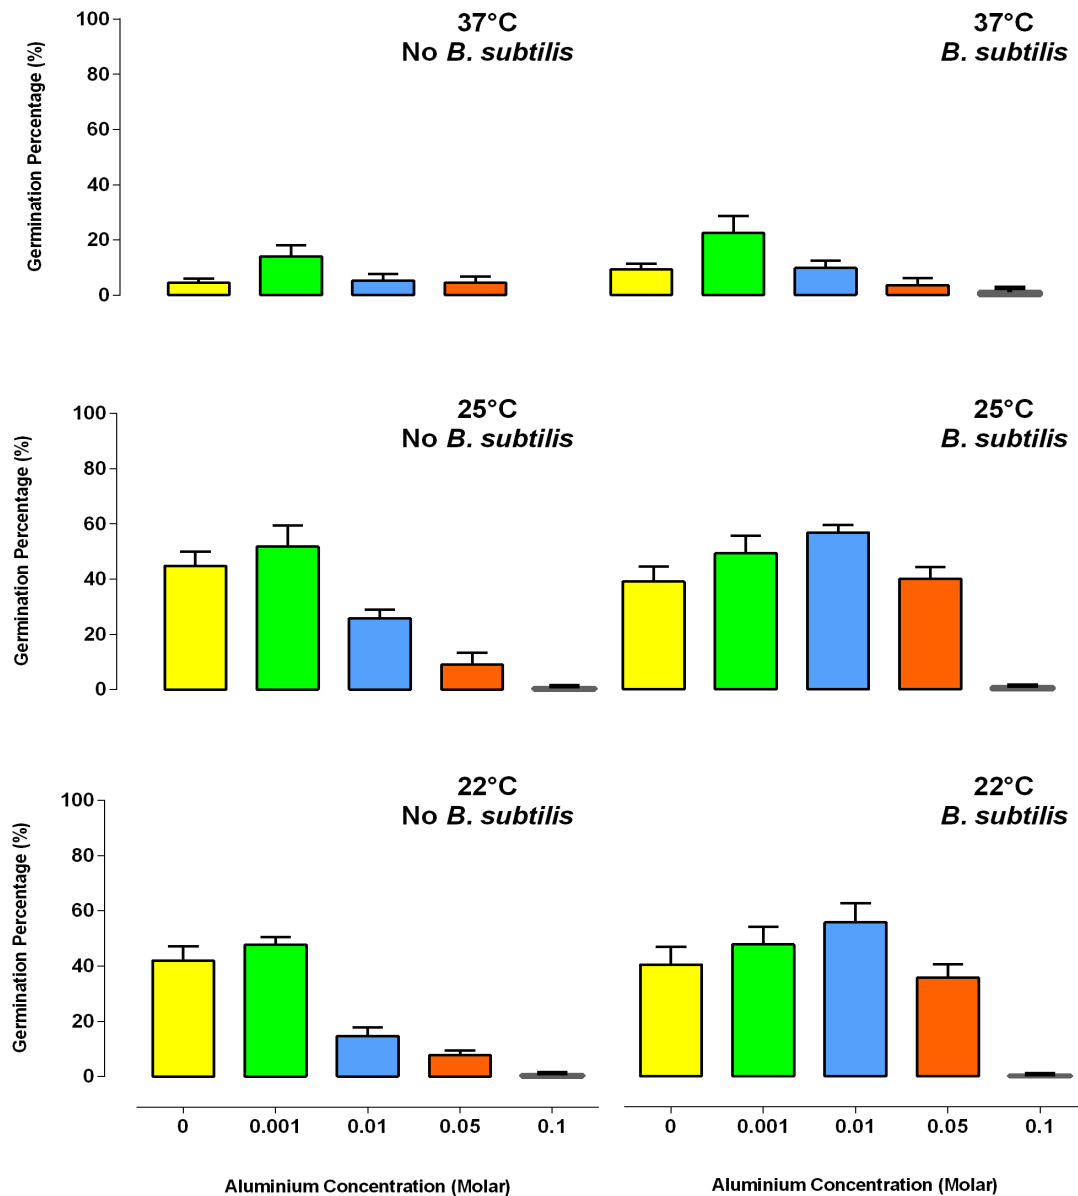 37°C
No B. subtilis
37°C
B. subtilis
Germination Percentage (%)
100
80
60
40
20
0
25°C
No B. subtilis
25°C
B. subtilis
Germination Percentage (%)
100
80
60
40
20
0
22°C
No B. subtilis
22°C
B. subtilis
Germination Percentage (%)
100
80
60
40
20
0
0 0.001 0.01 0.05 0.1
0 0.001 0.01 0.05 0.1
Aluminium Concentration (Molar)
Aluminium Concentration (Molar)